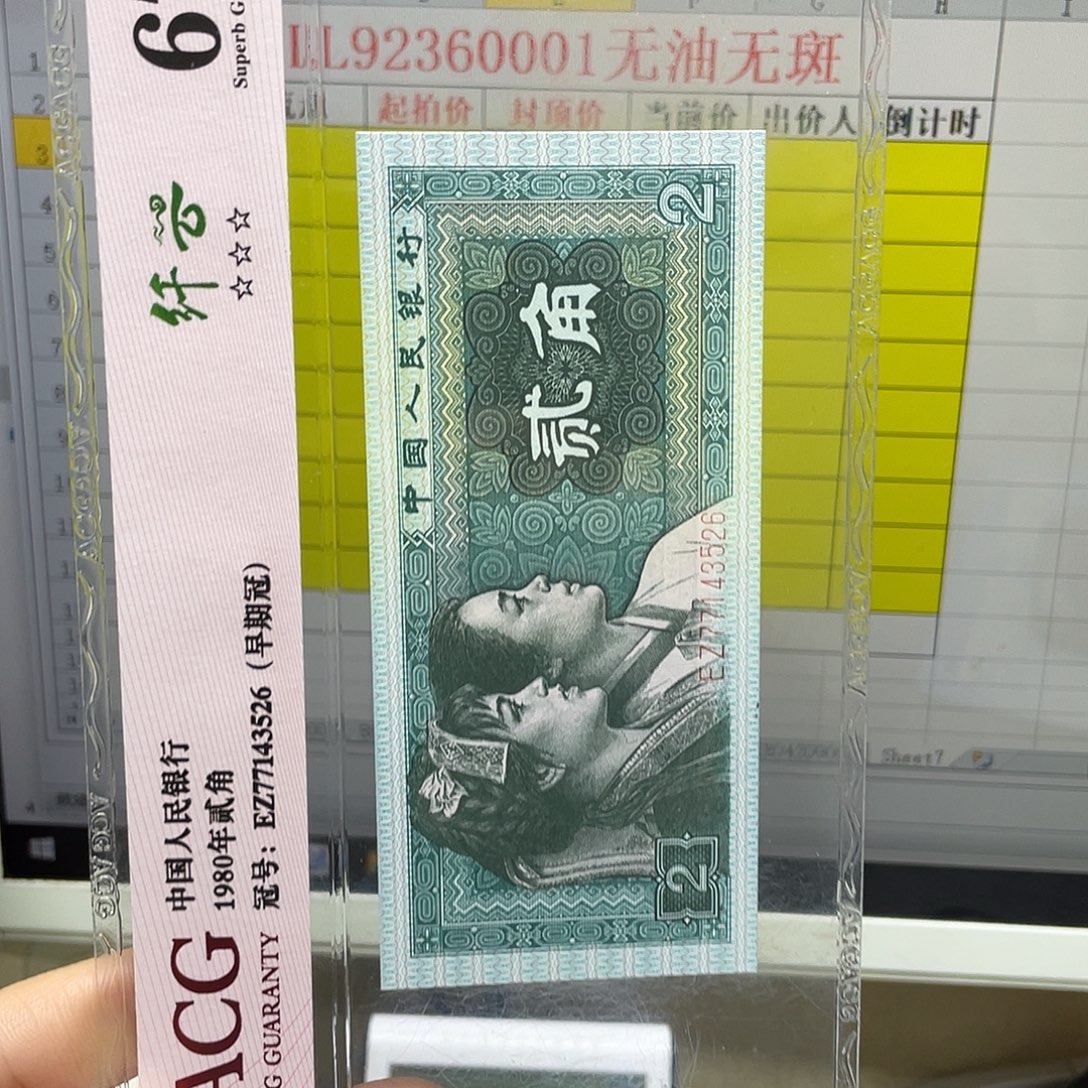 LL92360001无油无斑
起拍价 封顶价 当前价 出价人 倒计时
ACG
G GUARANTY
中国人民银行
1980年贰角
冠号：EZ77143526（早期冠）
纤云
☆☆☆
6
Superb G
中国人民银行
贰角
2
EZ77143526
2
Sheet7